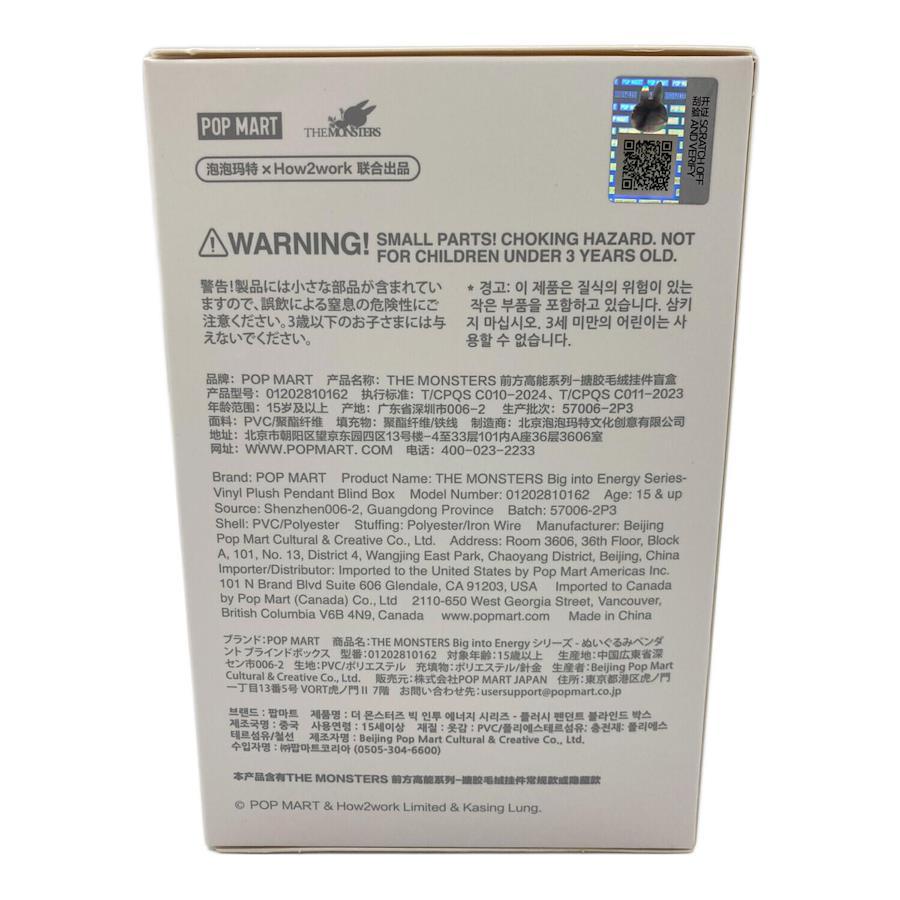 POP MART THE MONSTERS
泡泡玛特 × How2work 联合出品
POP MART
开过 SCRATCH OFF
刮验 AND VERIFY
WARNING! SMALL PARTS! CHOKING HAZARD. NOT
FOR CHILDREN UNDER 3 YEARS OLD.
警告!製品には小さな部品が含まれてい
ますので、誤飲による窒息の危険性にご
注意ください。3歳以下のお子さまには与
えないでください。
* 경고: 이 제품은 질식의 위험이 있는
작은 부품을 포함하고 있습니다. 삼키
지 마십시오. 3세 미만의 어린이는 사
용할 수 없습니다.
品牌: POP MART 产品名称: THE MONSTERS 前方高能系列-搪胶毛绒挂件盲盒
产品型号: 01202810162 执行标准: T/CPQS C010-2024、T/CPQS C011-2023
年龄范围: 15岁及以上 产地: 广东省深圳市006-2 生产批次: 57006-2P3
面料: PVC/聚酯纤维 填充物: 聚酯纤维/铁线 制造商: 北京泡泡玛特文化创意有限公司
地址: 北京市朝阳区望京东园四区13号楼-4至33层101内A座36层3606室
网址: WWW.POPMART. COM 电话: 400-023-2233
Brand: POP MART Product Name: THE MONSTERS Big into Energy Series-
Vinyl Plush Pendant Blind Box Model Number: 01202810162 Age: 15 & up
Source: Shenzhen006-2, Guangdong Province Batch: 57006-2P3
Shell: PVC/Polyester Stuffing: Polyester/Iron Wire Manufacturer: Beijing
Pop Mart Cultural & Creative Co., Ltd. Address: Room 3606, 36th Floor, Block
A, 101, No. 13, District 4, Wangjing East Park, Chaoyang District, Beijing, China
Importer/Distributor: Imported to the United States by Pop Mart Americas Inc.
101 N Brand Blvd Suite 606 Glendale, CA 91203, USA Imported to Canada
by Pop Mart (Canada) Co., Ltd 2110-650 West Georgia Street, Vancouver,
British Columbia V6B 4N9, Canada www.popmart.com Made in China
ブランド: POP MART 商品名: THE MONSTERS Big into Energy シリーズ - ぬいぐるみペンダ
ント ブラインドボックス 型番: 01202810162 対象年齢: 15歳以上 生産地: 中国広東省深
セン市006-2 生地: PVC/ポリエステル 充填物: ポリエステル/針金 生産者: Beijing Pop Mart
Cultural & Creative Co., Ltd. 販売元: 株式会社POP MART JAPAN 住所: 東京都港区虎ノ門
一丁目13番5号 VORT虎ノ門 II 7階 お問い合わせ先: usersupport@popmart.co.jp
브랜드 : 팝마트 제품명 : 더 몬스터즈 빅 인투 에너지 시리즈 - 플러시 펜던트 블라인드 박스
제조국명 : 중국 사용연령 : 15세이상 재질 : 옷감 : PVC/폴리에스테르섬유: 충전재: 폴리에스
테르섬유/철선 제조자명 : Beijing Pop Mart Cultural & Creative Co., Ltd.
수입자명 : ㈜팝마트코리아 (0505-304-6600)
本产品含有THE MONSTERS 前方高能系列-搪胶毛绒挂件常规款或隐藏款
© POP MART & How2work Limited & Kasing Lung.